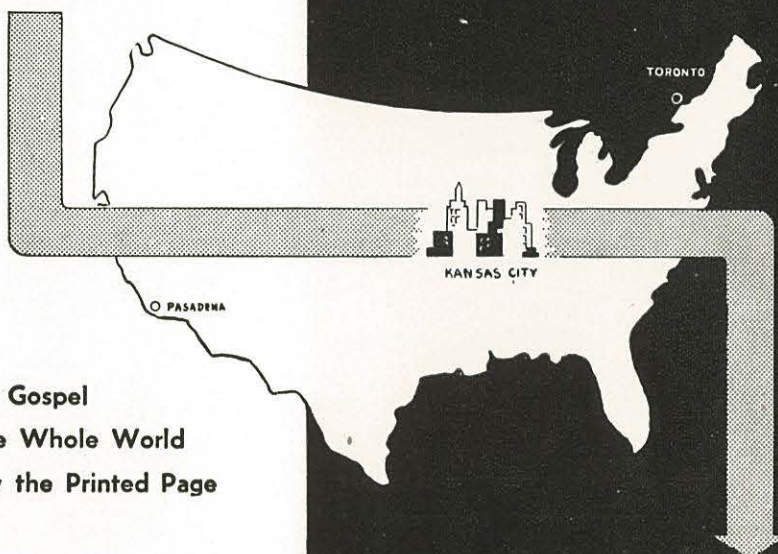 TORONTO
KANSAS CITY
PASADENA
Gospel
Whole World
the Printed Page